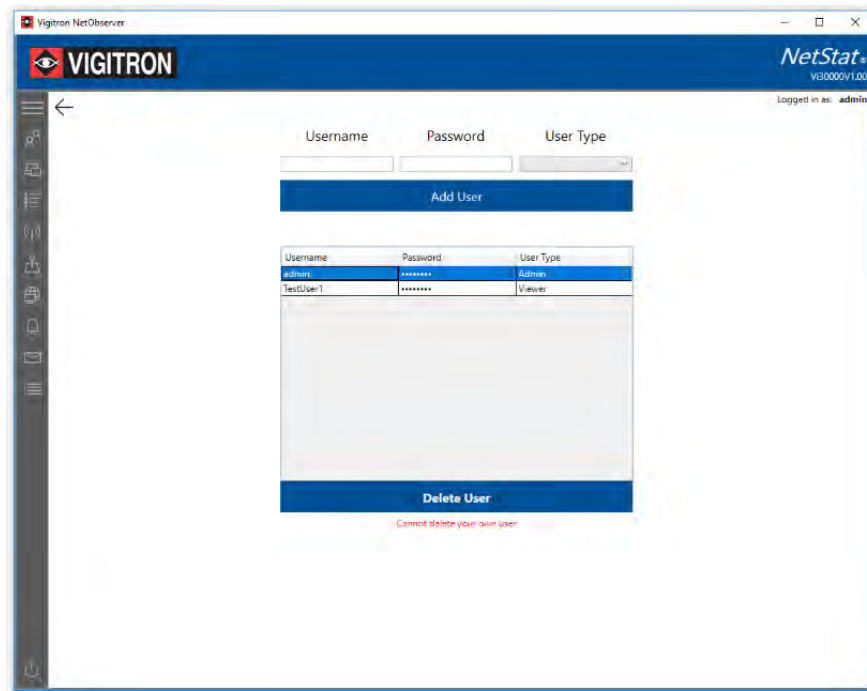 Vigitron NetObserver
VIGITRON
NetStat®
Vi30000V1.00
Logged in as: admin
Username Password User Type
Add User
Username Password User Type
admin •••••••• Admin
TestUser1 •••••••• Viewer
Delete User
Cannot delete your own user